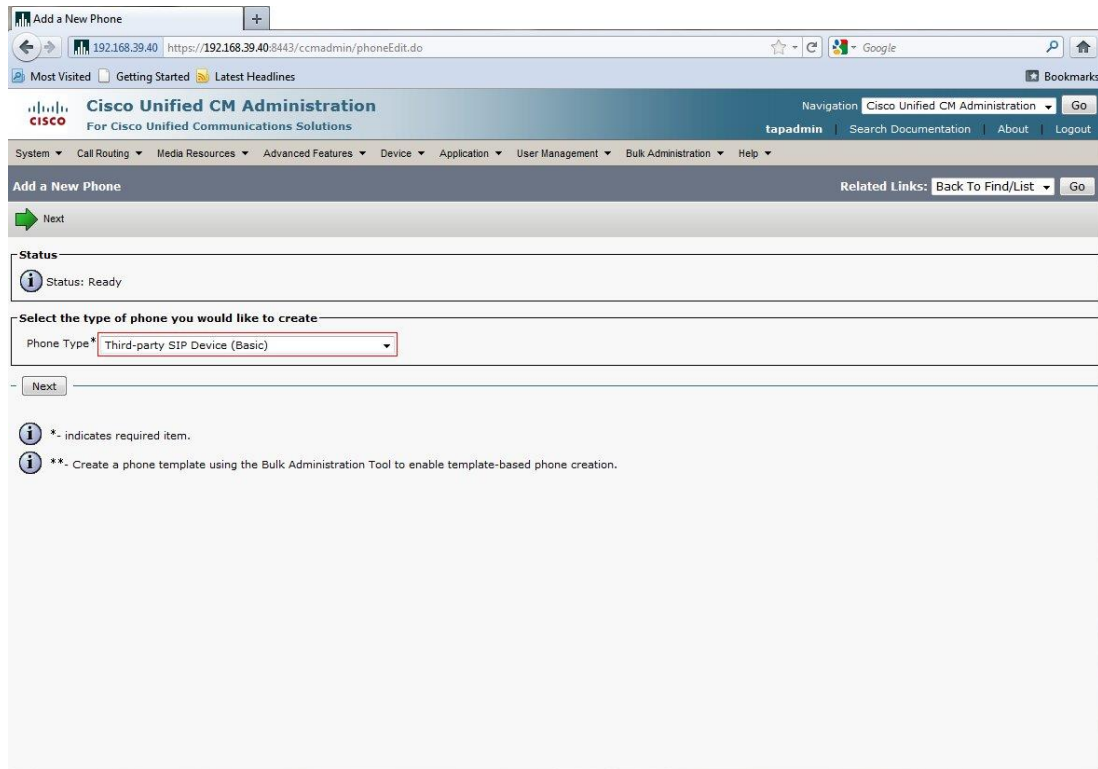 Add a New Phone +
192.168.39.40 https://192.168.39.40:8443/ccmadmin/phoneEdit.do Google
Most Visited Getting Started Latest Headlines Bookmarks
cisco Cisco Unified CM Administration Navigation Cisco Unified CM Administration Go
For Cisco Unified Communications Solutions tapadmin | Search Documentation | About | Logout
System Call Routing Media Resources Advanced Features Device Application User Management Bulk Administration Help
Add a New Phone Related Links: Back To Find/List Go
Next
Status
Status: Ready
Select the type of phone you would like to create
Phone Type* Third-party SIP Device (Basic)
Next
*- indicates required item.
**- Create a phone template using the Bulk Administration Tool to enable template-based phone creation.